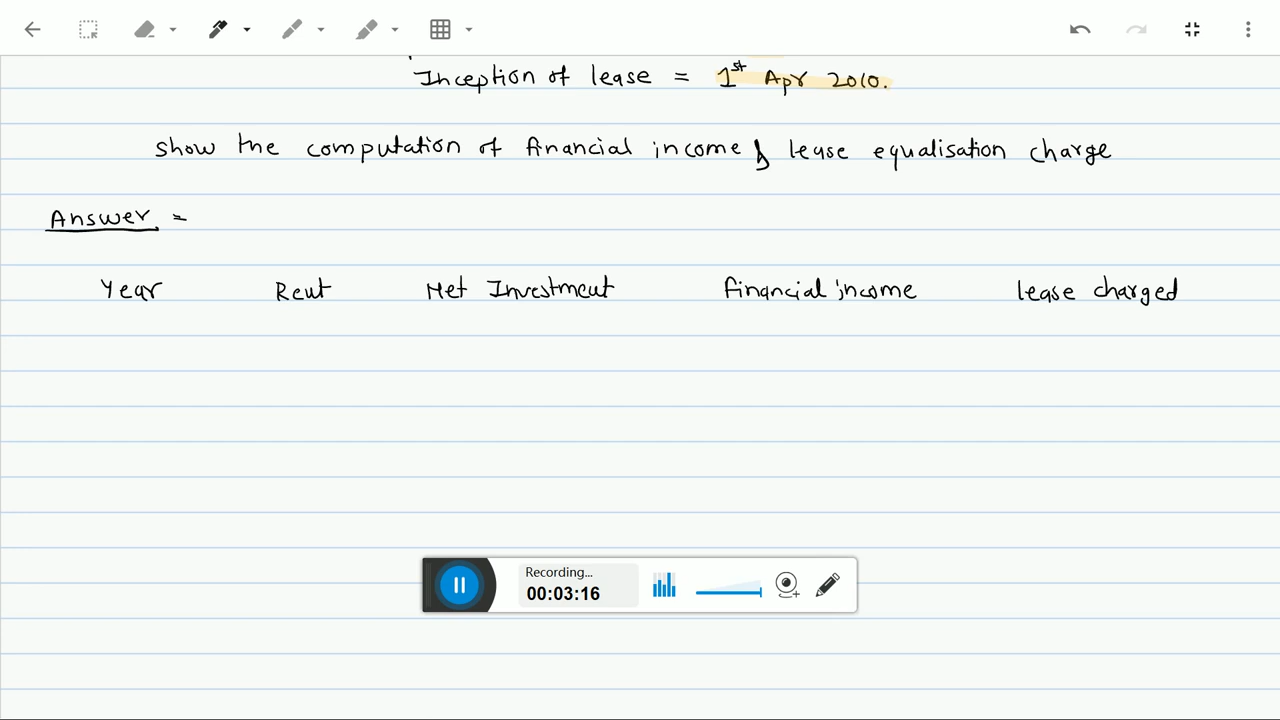 Inception of lease = 1st Apr 2010.
show the computation of financial income & lease equalisation charge
Answer =
Year Rent Net Investment financial income lease charged
Recording...
00:03:16